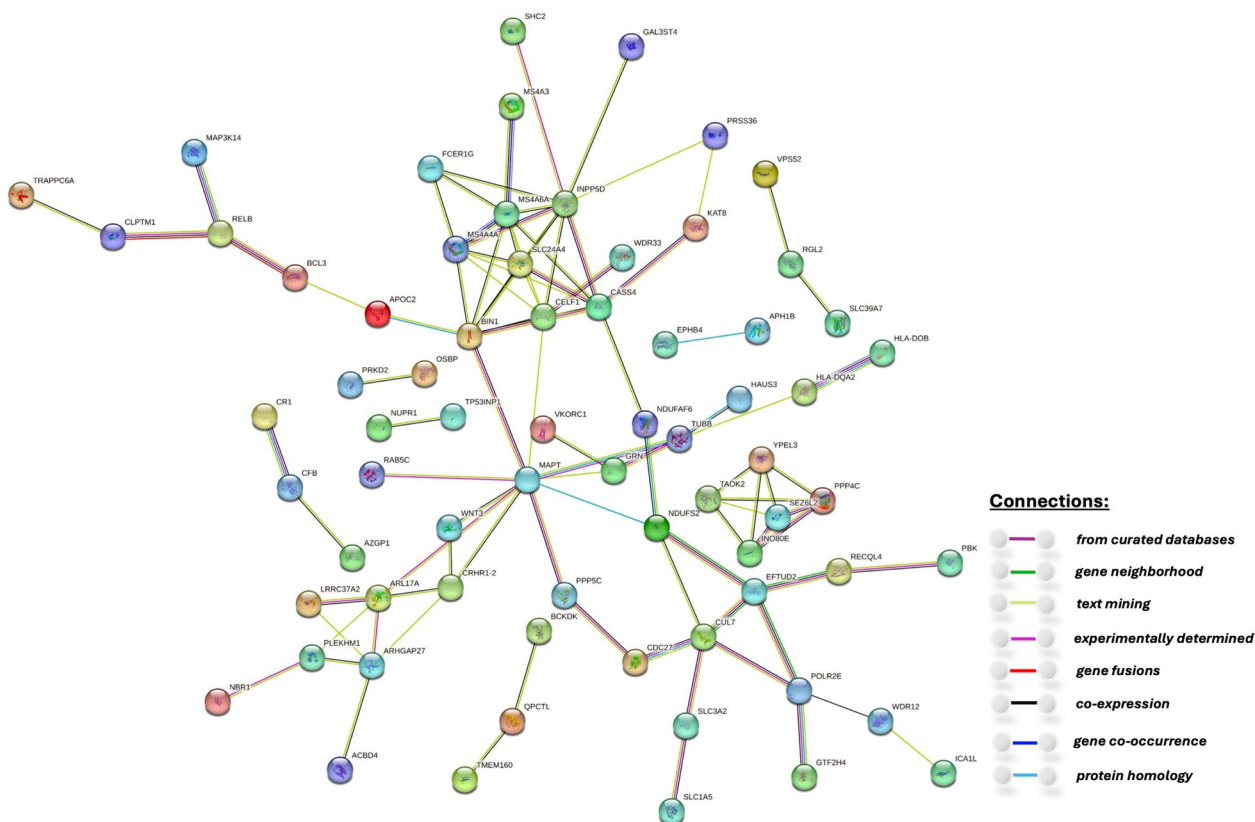 SHC2
GAL3ST4
MS4A3
PRSS36
MAP3K14
FCER1G
VPS52
TRAPPC6A
MS4A6A
INPP5D
CLPTM1
RELB
KAT8
MS4A4A
SLC24A4
WDR33
RGL2
BCL3
CELF1
CASS4
APOC2
BIN1
SLC39A7
EPHB4
APH1B
HLA-DOB
OSBP
PRKD2
HLA-DQA2
HAUS3
CR1
NUPR1
TP53INP1
VKORC1
NDUFAF6
TUBB
CFB
RAB5C
MAPT
GRN
YPEL3
TAOK2
SEZ6L2
PPP4C
AZGP1
WNT3
NDUFS2
INO80E
Connections:
from curated databases
gene neighborhood
text mining
experimentally determined
gene fusions
co-expression
gene co-occurrence
protein homology
LRRC37A2
ARL17A
CRHR1-2
PPP5C
EFTUD2
RECQL4
PBK
PLEKHM1
ARHGAP27
BCKDK
CDC27
CUL7
NBR1
POLR2E
ACBD4
QPCTL
SLC3A2
WDR12
TMEM160
GTF2H4
ICA1L
SLC1A5